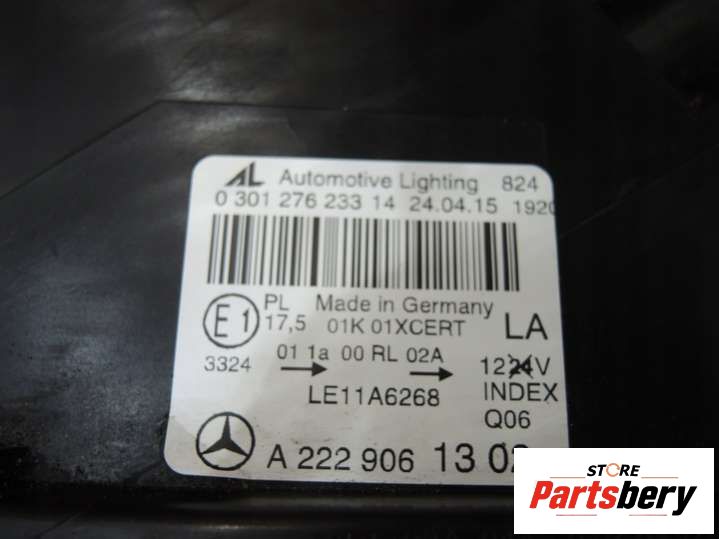 AL Automotive Lighting 824
0 301 276 233 14 24.04.15 1920
E1 PL 17,5 Made in Germany
01K 01XCERT LA
3324 01 1a 00 RL 02A 1224V
LE11A6268 INDEX
Q06
A 222 906 13 02
STORE
Partsbery